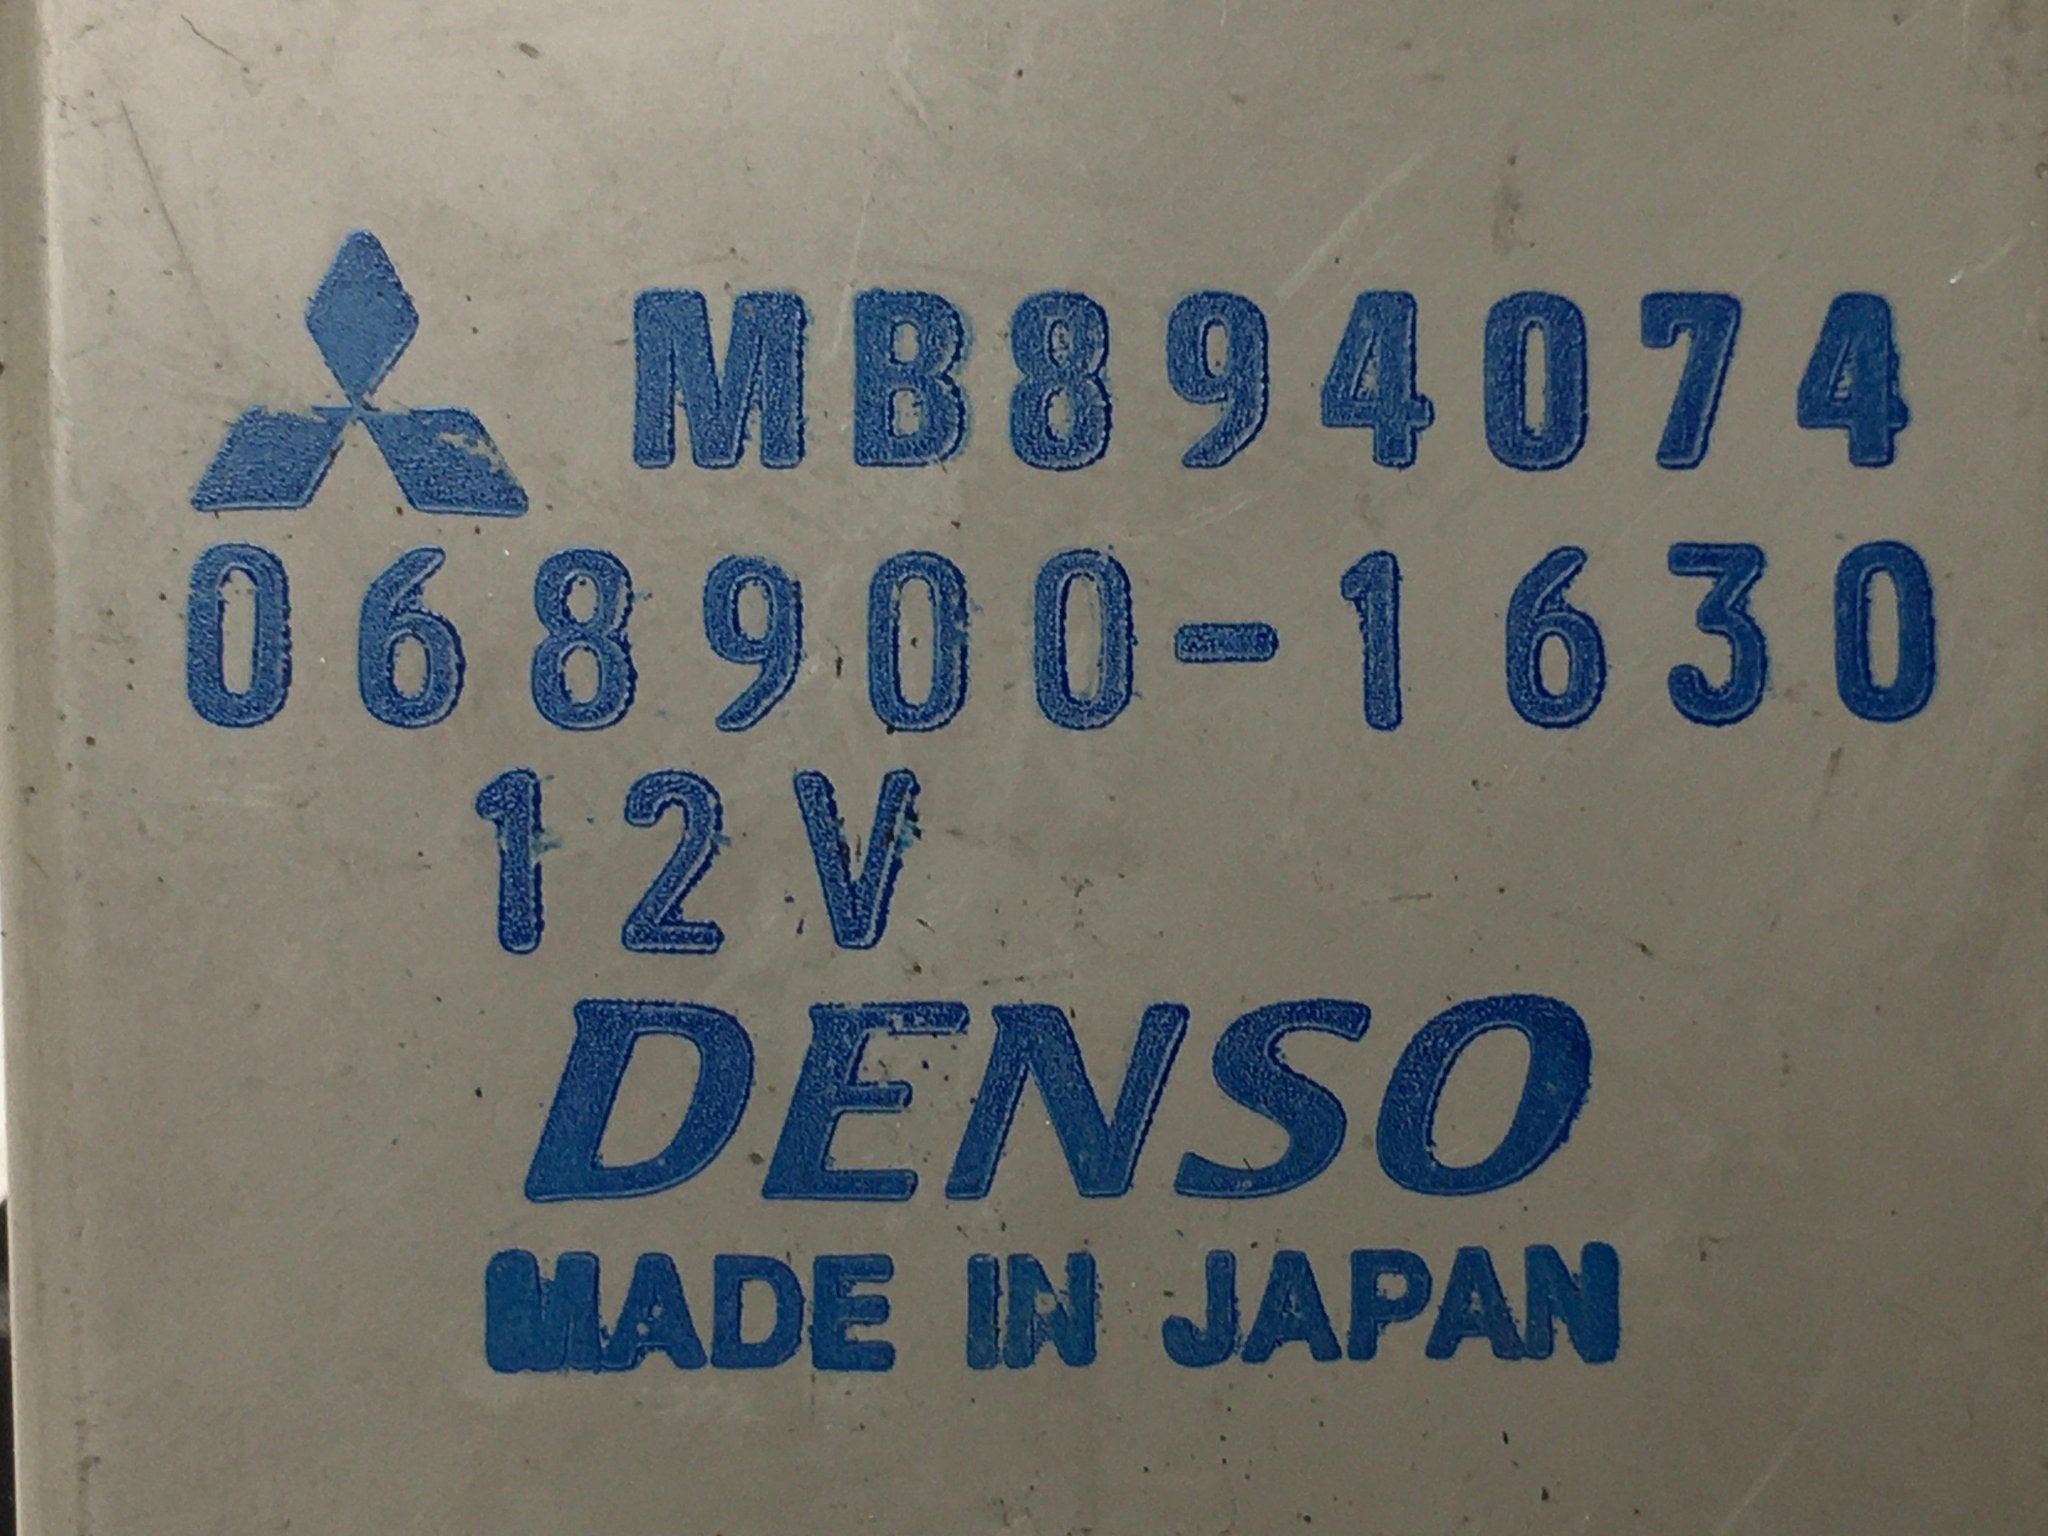 MB894074
068900-1630
12V
DENSO
MADE IN JAPAN